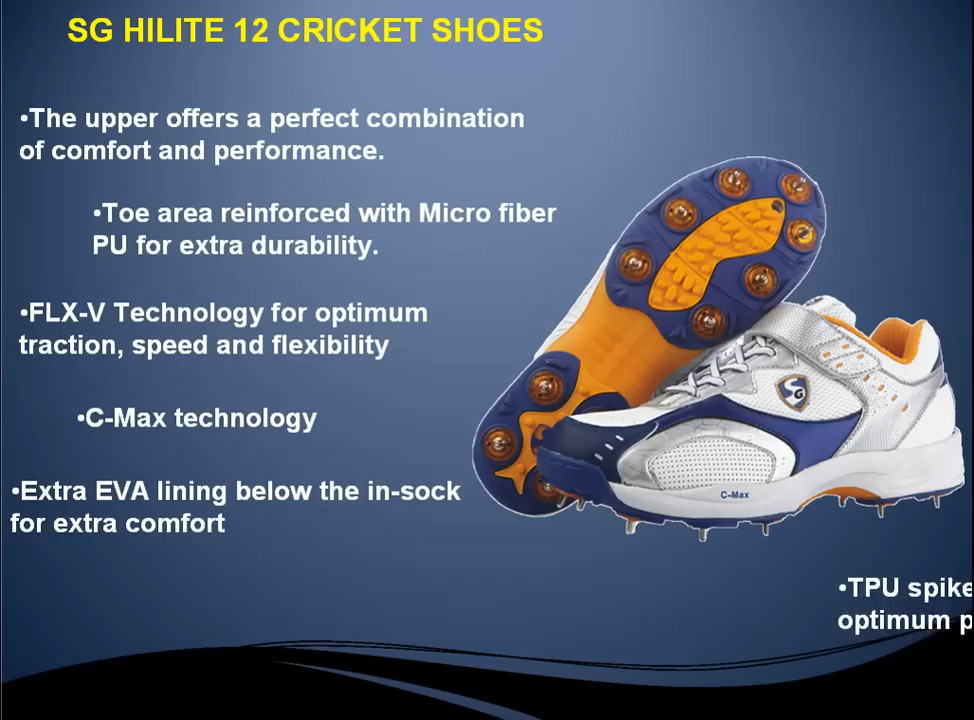 SG HILITE 12 CRICKET SHOES
•The upper offers a perfect combination
of comfort and performance.
•Toe area reinforced with Micro fiber
PU for extra durability.
•FLX-V Technology for optimum
traction, speed and flexibility
•C-Max technology
•Extra EVA lining below the in-sock
for extra comfort
SG
C-Max
•TPU spike
optimum p